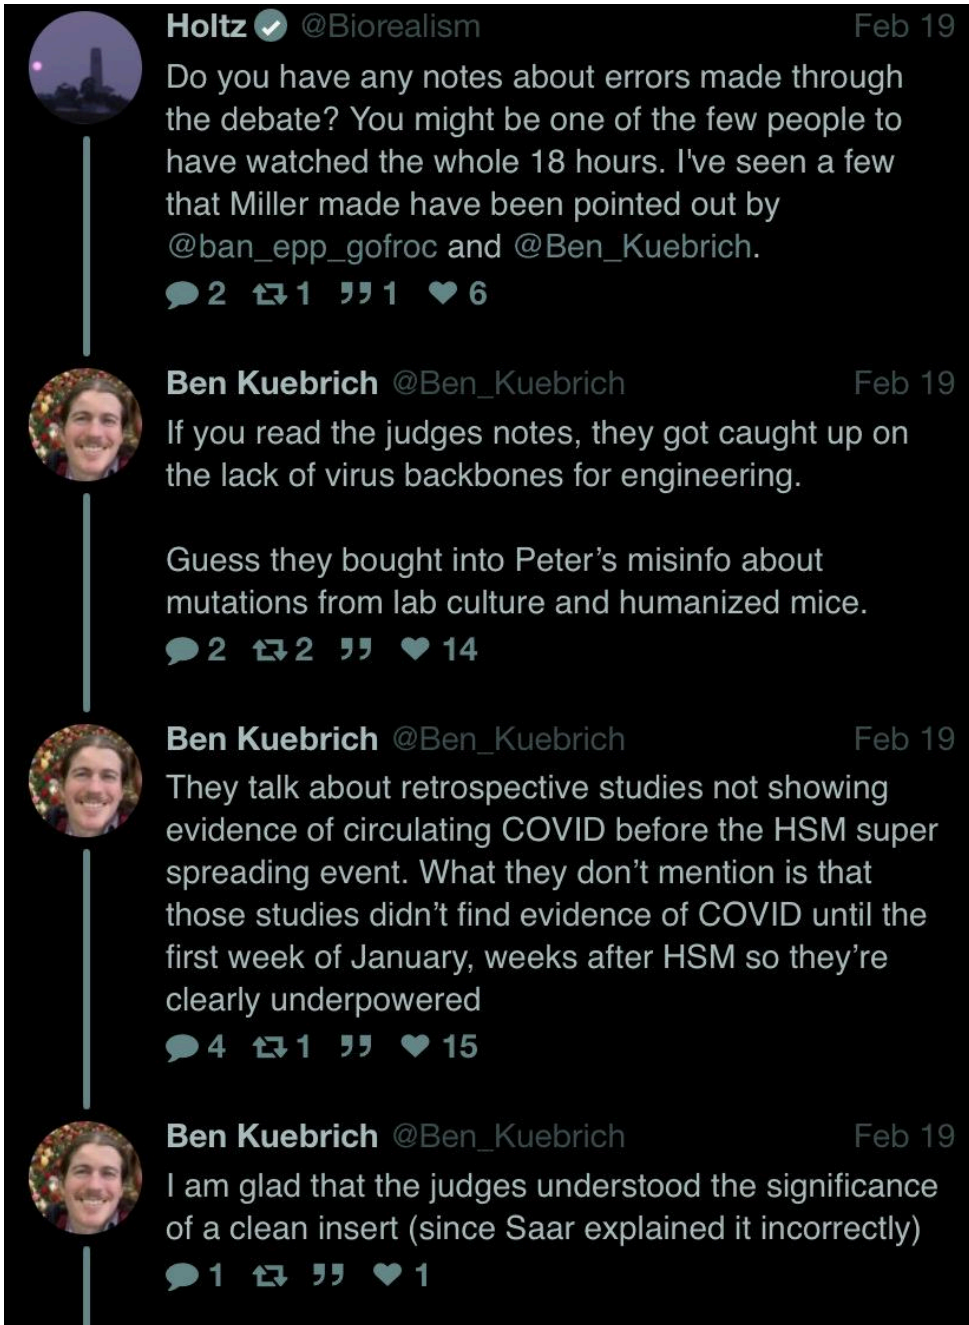 Holtz @Biorealism Feb 19
Do you have any notes about errors made through
the debate? You might be one of the few people to
have watched the whole 18 hours. I've seen a few
that Miller made have been pointed out by
@ban_epp_gofroc and @Ben_Kuebrich.
2 1 1 6
Ben Kuebrich @Ben_Kuebrich Feb 19
If you read the judges notes, they got caught up on
the lack of virus backbones for engineering.
Guess they bought into Peter’s misinfo about
mutations from lab culture and humanized mice.
2 2 14
Ben Kuebrich @Ben_Kuebrich Feb 19
They talk about retrospective studies not showing
evidence of circulating COVID before the HSM super
spreading event. What they don’t mention is that
those studies didn’t find evidence of COVID until the
first week of January, weeks after HSM so they’re
clearly underpowered
4 1 15
Ben Kuebrich @Ben_Kuebrich Feb 19
I am glad that the judges understood the significance
of a clean insert (since Saar explained it incorrectly)
1 1